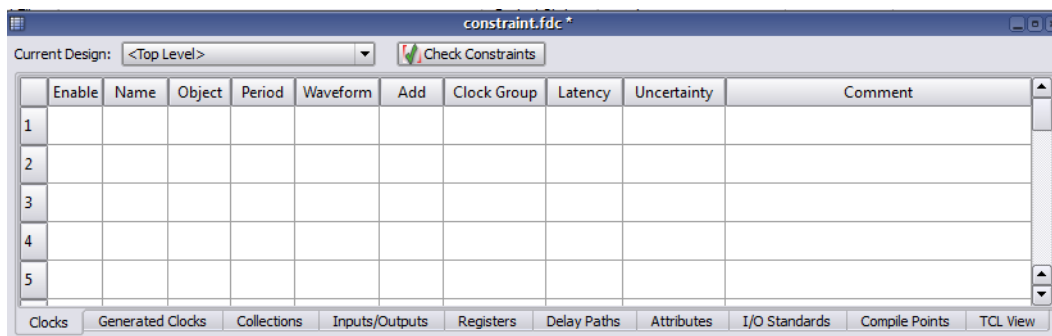 constraint.fdc *
Current Design: <Top Level> Check Constraints
Enable Name Object Period Waveform Add Clock Group Latency Uncertainty Comment
1
2
3
4
5
Clocks Generated Clocks Collections Inputs/Outputs Registers Delay Paths Attributes I/O Standards Compile Points TCL View